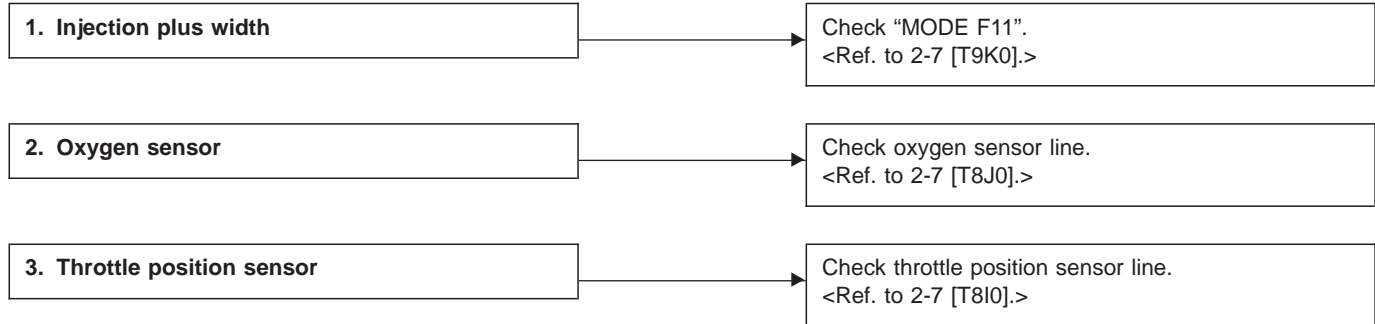 1. Injection plus width
Check “MODE F11”.
<Ref. to 2-7 [T9K0].>
2. Oxygen sensor
Check oxygen sensor line.
<Ref. to 2-7 [T8J0].>
3. Throttle position sensor
Check throttle position sensor line.
<Ref. to 2-7 [T8I0].>